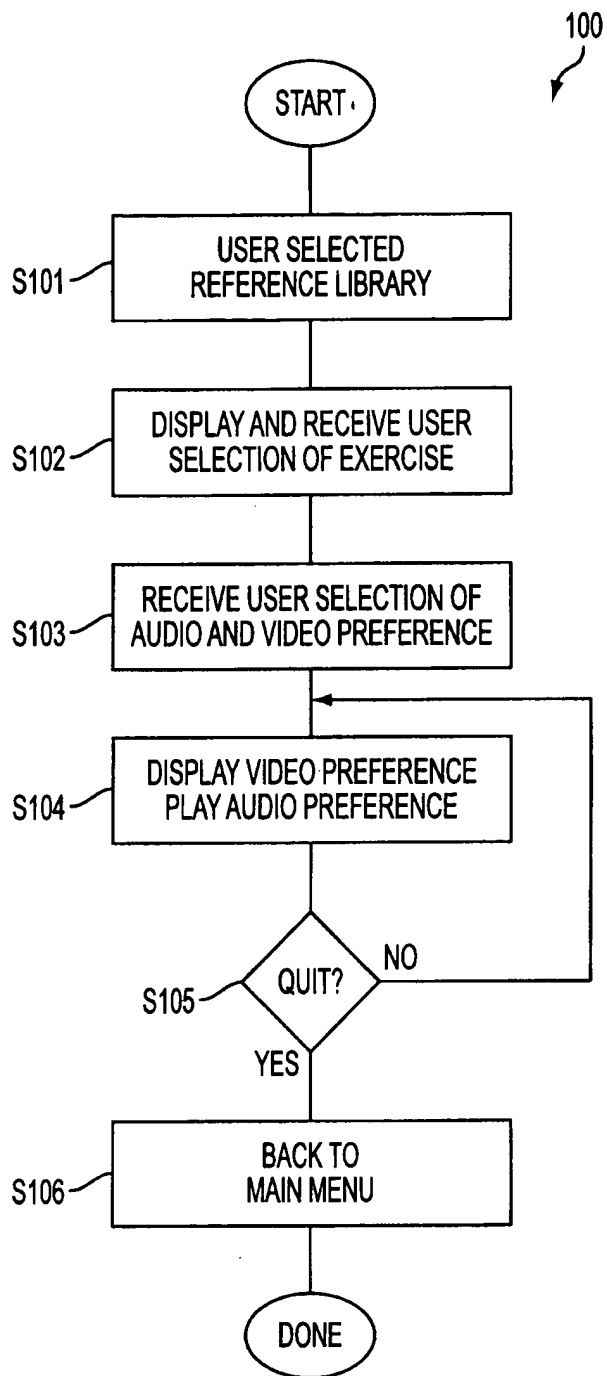 100
START
S101
USER SELECTED
REFERENCE LIBRARY
S102
DISPLAY AND RECEIVE USER
SELECTION OF EXERCISE
S103
RECEIVE USER SELECTION OF
AUDIO AND VIDEO PREFERENCE
S104
DISPLAY VIDEO PREFERENCE
PLAY AUDIO PREFERENCE
S105
QUIT?
NO
YES
S106
BACK TO
MAIN MENU
DONE